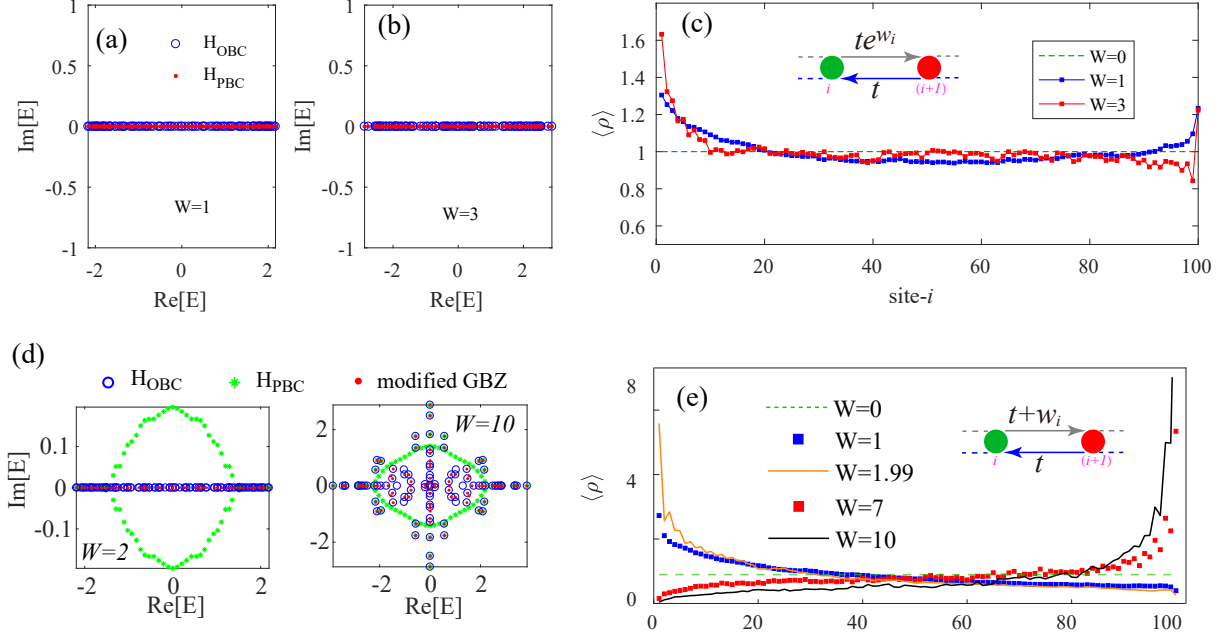 (a)
H_OBC
H_PBC
W=1
Im[E]
1
0.5
0
-0.5
-1
-2
0
2
Re[E]
(b)
W=3
Im[E]
1
0.5
0
-0.5
-1
-2
0
2
Re[E]
(c)
te^{w_i}
t
i
(i+1)
W=0
W=1
W=3
⟨ρ⟩
1.6
1.4
1.2
1
0.8
0.6
0
20
40
60
80
100
site-i
(d)
H_OBC
H_PBC
modified GBZ
W=2
Im[E]
0.1
0
-0.1
-2
0
2
Re[E]
W=10
2
0
-2
-2
0
2
Re[E]
(e)
W=0
W=1
W=1.99
W=7
W=10
t+w_i
t
i
(i+1)
⟨ρ⟩
8
4
0
0
20
40
60
80
100
site-i